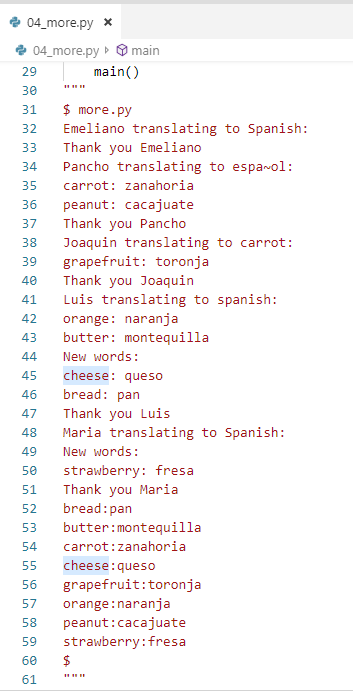 04_more.py ×
04_more.py > main
29 main()
30 """
31 $ more.py
32 Emeliano translating to Spanish:
33 Thank you Emeliano
34 Pancho translating to espa~ol:
35 carrot: zanahoria
36 peanut: cacajuate
37 Thank you Pancho
38 Joaquin translating to carrot:
39 grapefruit: toronja
40 Thank you Joaquin
41 Luis translating to spanish:
42 orange: naranja
43 butter: montequilla
44 New words:
45 cheese: queso
46 bread: pan
47 Thank you Luis
48 Maria translating to Spanish:
49 New words:
50 strawberry: fresa
51 Thank you Maria
52 bread:pan
53 butter:montequilla
54 carrot:zanahoria
55 cheese:queso
56 grapefruit:toronja
57 orange:naranja
58 peanut:cacajuate
59 strawberry:fresa
60 $
61 """